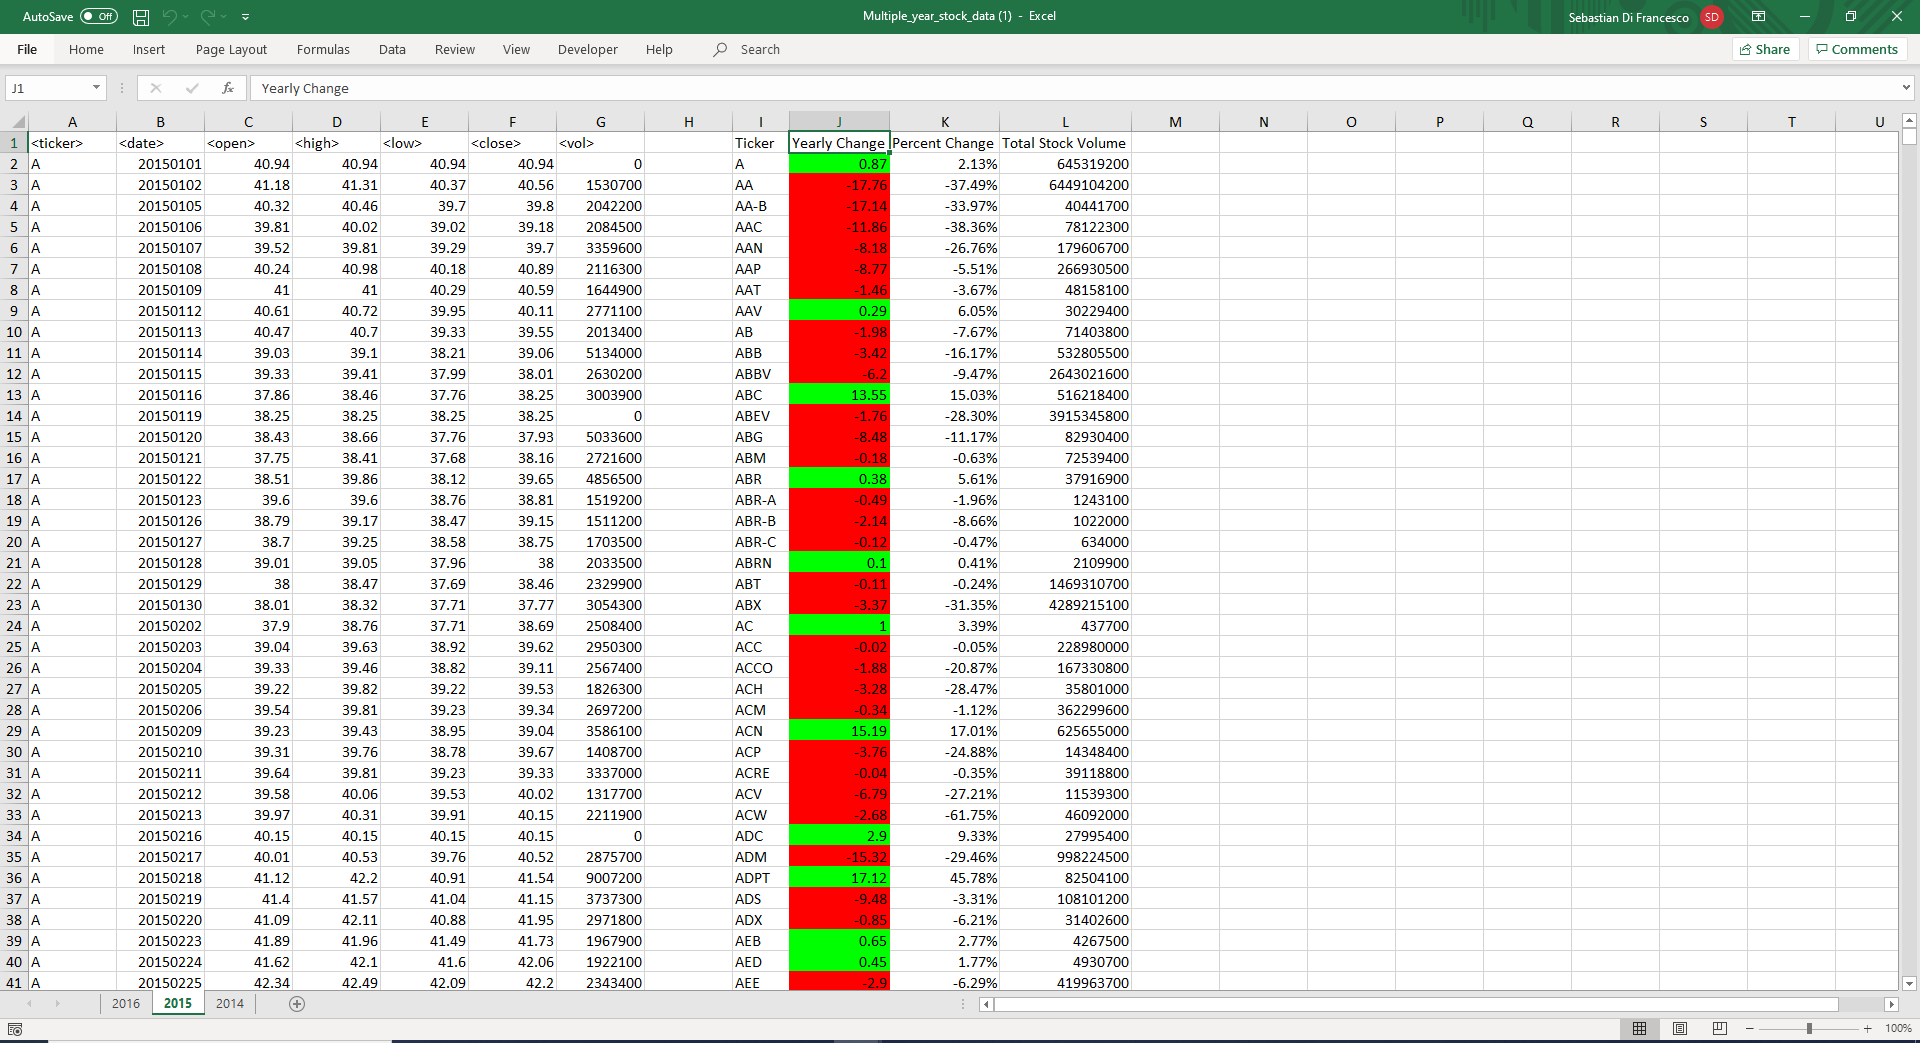 AutoSave Off Multiple_year_stock_data (1) - Excel Sebastian Di Francesco SD
File Home Insert Page Layout Formulas Data Review View Developer Help Search Share Comments
J1 fx Yearly Change
A B C D E F G H I J K L M N O P Q R S T U
1 <ticker> <date> <open> <high> <low> <close> <vol> Ticker Yearly Change Percent Change Total Stock Volume
2 A 20150101 40.94 40.94 40.94 40.94 0 A 0.87 2.13% 645319200
3 A 20150102 41.18 41.31 40.37 40.56 1530700 AA -17.76 -37.49% 6449104200
4 A 20150105 40.32 40.46 39.7 39.8 2042200 AA-B -17.14 -33.97% 40441700
5 A 20150106 39.81 40.02 39.02 39.18 2084500 AAC -11.86 -38.36% 78122300
6 A 20150107 39.52 39.81 39.29 39.7 3359600 AAN -8.18 -26.76% 179606700
7 A 20150108 40.24 40.98 40.18 40.89 2116300 AAP -8.77 -5.51% 266930500
8 A 20150109 41 41 40.29 40.59 1644900 AAT -1.46 -3.67% 48158100
9 A 20150112 40.61 40.72 39.95 40.11 2771100 AAV 0.29 6.05% 30229400
10 A 20150113 40.47 40.7 39.33 39.55 2013400 AB -1.98 -7.67% 71403800
11 A 20150114 39.03 39.1 38.21 39.06 5134000 ABB -3.42 -16.17% 532805500
12 A 20150115 39.33 39.41 37.99 38.01 2630200 ABBV -6.2 -9.47% 2643021600
13 A 20150116 37.86 38.46 37.76 38.25 3003900 ABC 13.55 15.03% 516218400
14 A 20150119 38.25 38.25 38.25 38.25 0 ABEV -1.76 -28.30% 3915345800
15 A 20150120 38.43 38.66 37.76 37.93 5033600 ABG -8.48 -11.17% 82930400
16 A 20150121 37.75 38.41 37.68 38.16 2721600 ABM -0.18 -0.63% 72539400
17 A 20150122 38.51 39.86 38.12 39.65 4856500 ABR 0.38 5.61% 37916900
18 A 20150123 39.6 39.6 38.76 38.81 1519200 ABR-A -0.49 -1.96% 1243100
19 A 20150126 38.79 39.17 38.47 39.15 1511200 ABR-B -2.14 -8.66% 1022000
20 A 20150127 38.7 39.25 38.58 38.75 1703500 ABR-C -0.12 -0.47% 634000
21 A 20150128 39.01 39.05 37.96 38 2033500 ABRN 0.1 0.41% 2109900
22 A 20150129 38 38.47 37.69 38.46 2329900 ABT -0.11 -0.24% 1469310700
23 A 20150130 38.01 38.32 37.71 37.77 3054300 ABX -3.37 -31.35% 4289215100
24 A 20150202 37.9 38.76 37.71 38.69 2508400 AC 1 3.39% 437700
25 A 20150203 39.04 39.63 38.92 39.62 2950300 ACC -0.02 -0.05% 228980000
26 A 20150204 39.33 39.46 38.82 39.11 2567400 ACCO -1.88 -20.87% 167330800
27 A 20150205 39.22 39.82 39.22 39.53 1826300 ACH -3.28 -28.47% 35801000
28 A 20150206 39.54 39.81 39.23 39.34 2697200 ACM -0.34 -1.12% 362299600
29 A 20150209 39.23 39.43 38.95 39.04 3586100 ACN 15.19 17.01% 625655000
30 A 20150210 39.31 39.76 38.78 39.67 1408700 ACP -3.76 -24.88% 14348400
31 A 20150211 39.64 39.81 39.23 39.33 3337000 ACRE -0.04 -0.35% 39118800
32 A 20150212 39.58 40.06 39.53 40.02 1317700 ACV -6.79 -27.21% 11539300
33 A 20150213 39.97 40.31 39.91 40.15 2211900 ACW -2.68 -61.75% 46092000
34 A 20150216 40.15 40.15 40.15 40.15 0 ADC 2.9 9.33% 27995400
35 A 20150217 40.01 40.53 39.76 40.52 2875700 ADM -15.32 -29.46% 998224500
36 A 20150218 41.12 42.2 40.91 41.54 9007200 ADPT 17.12 45.78% 82504100
37 A 20150219 41.4 41.57 41.04 41.15 3737300 ADS -9.48 -3.31% 108101200
38 A 20150220 41.09 42.11 40.88 41.95 2971800 ADX -0.85 -6.21% 31402600
39 A 20150223 41.89 41.96 41.49 41.73 1967900 AEB 0.65 2.77% 4267500
40 A 20150224 41.62 42.1 41.6 42.06 1922100 AED 0.45 1.77% 4930700
41 A 20150225 42.34 42.49 42.09 42.2 2343400 AEE -2.9 -6.29% 419963700
2016 2015 2014
100%